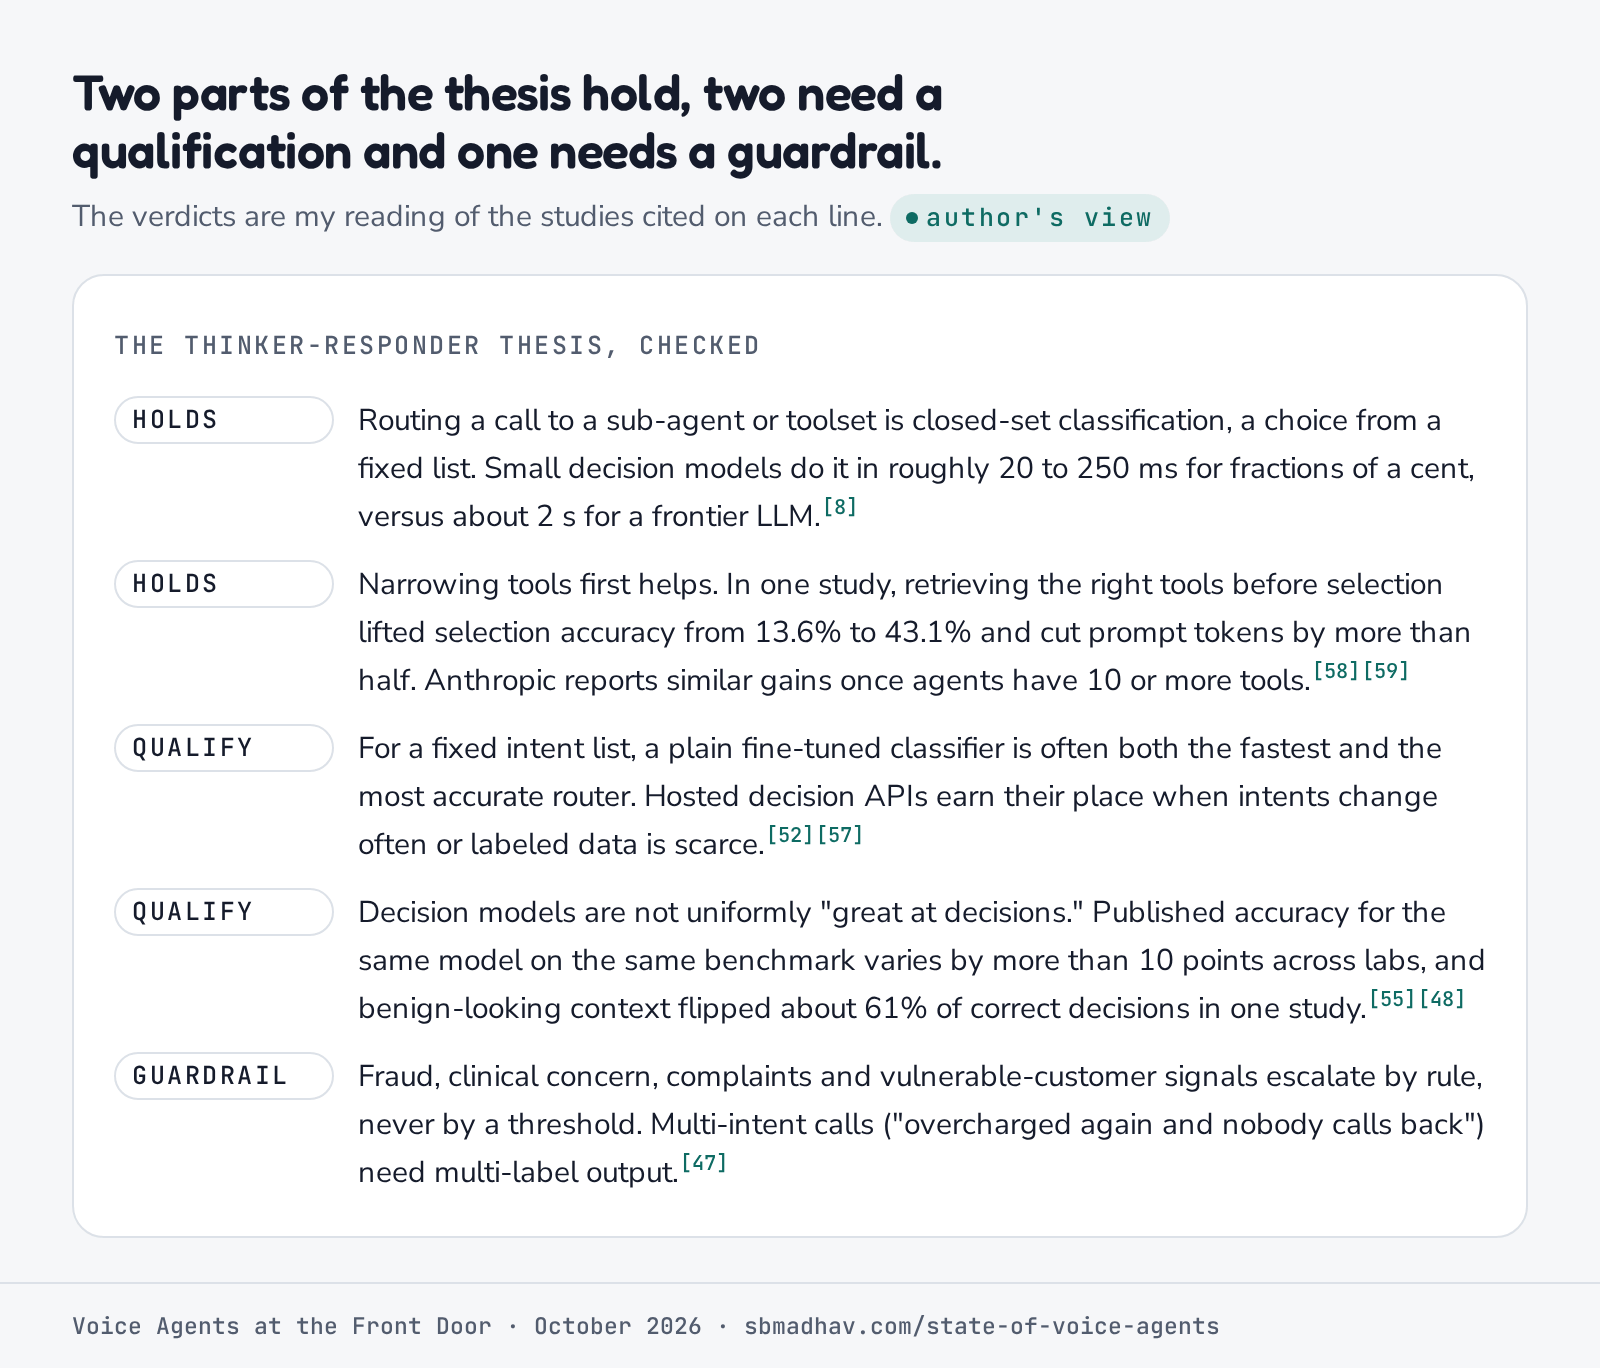 Two parts of the thesis hold, two need a
qualification and one needs a guardrail.
The verdicts are my reading of the studies cited on each line. • author's view
THE THINKER-RESPONDER THESIS, CHECKED
HOLDS
Routing a call to a sub-agent or toolset is closed-set classification, a choice from a
fixed list. Small decision models do it in roughly 20 to 250 ms for fractions of a cent,
versus about 2 s for a frontier LLM.[8]
HOLDS
Narrowing tools first helps. In one study, retrieving the right tools before selection
lifted selection accuracy from 13.6% to 43.1% and cut prompt tokens by more than
half. Anthropic reports similar gains once agents have 10 or more tools.[58][59]
QUALIFY
For a fixed intent list, a plain fine-tuned classifier is often both the fastest and the
most accurate router. Hosted decision APIs earn their place when intents change
often or labeled data is scarce.[52][57]
QUALIFY
Decision models are not uniformly "great at decisions." Published accuracy for the
same model on the same benchmark varies by more than 10 points across labs, and
benign-looking context flipped about 61% of correct decisions in one study.[55][48]
GUARDRAIL
Fraud, clinical concern, complaints and vulnerable-customer signals escalate by rule,
never by a threshold. Multi-intent calls ("overcharged again and nobody calls back")
need multi-label output.[47]
Voice Agents at the Front Door · October 2026 · sbmadhav.com/state-of-voice-agents